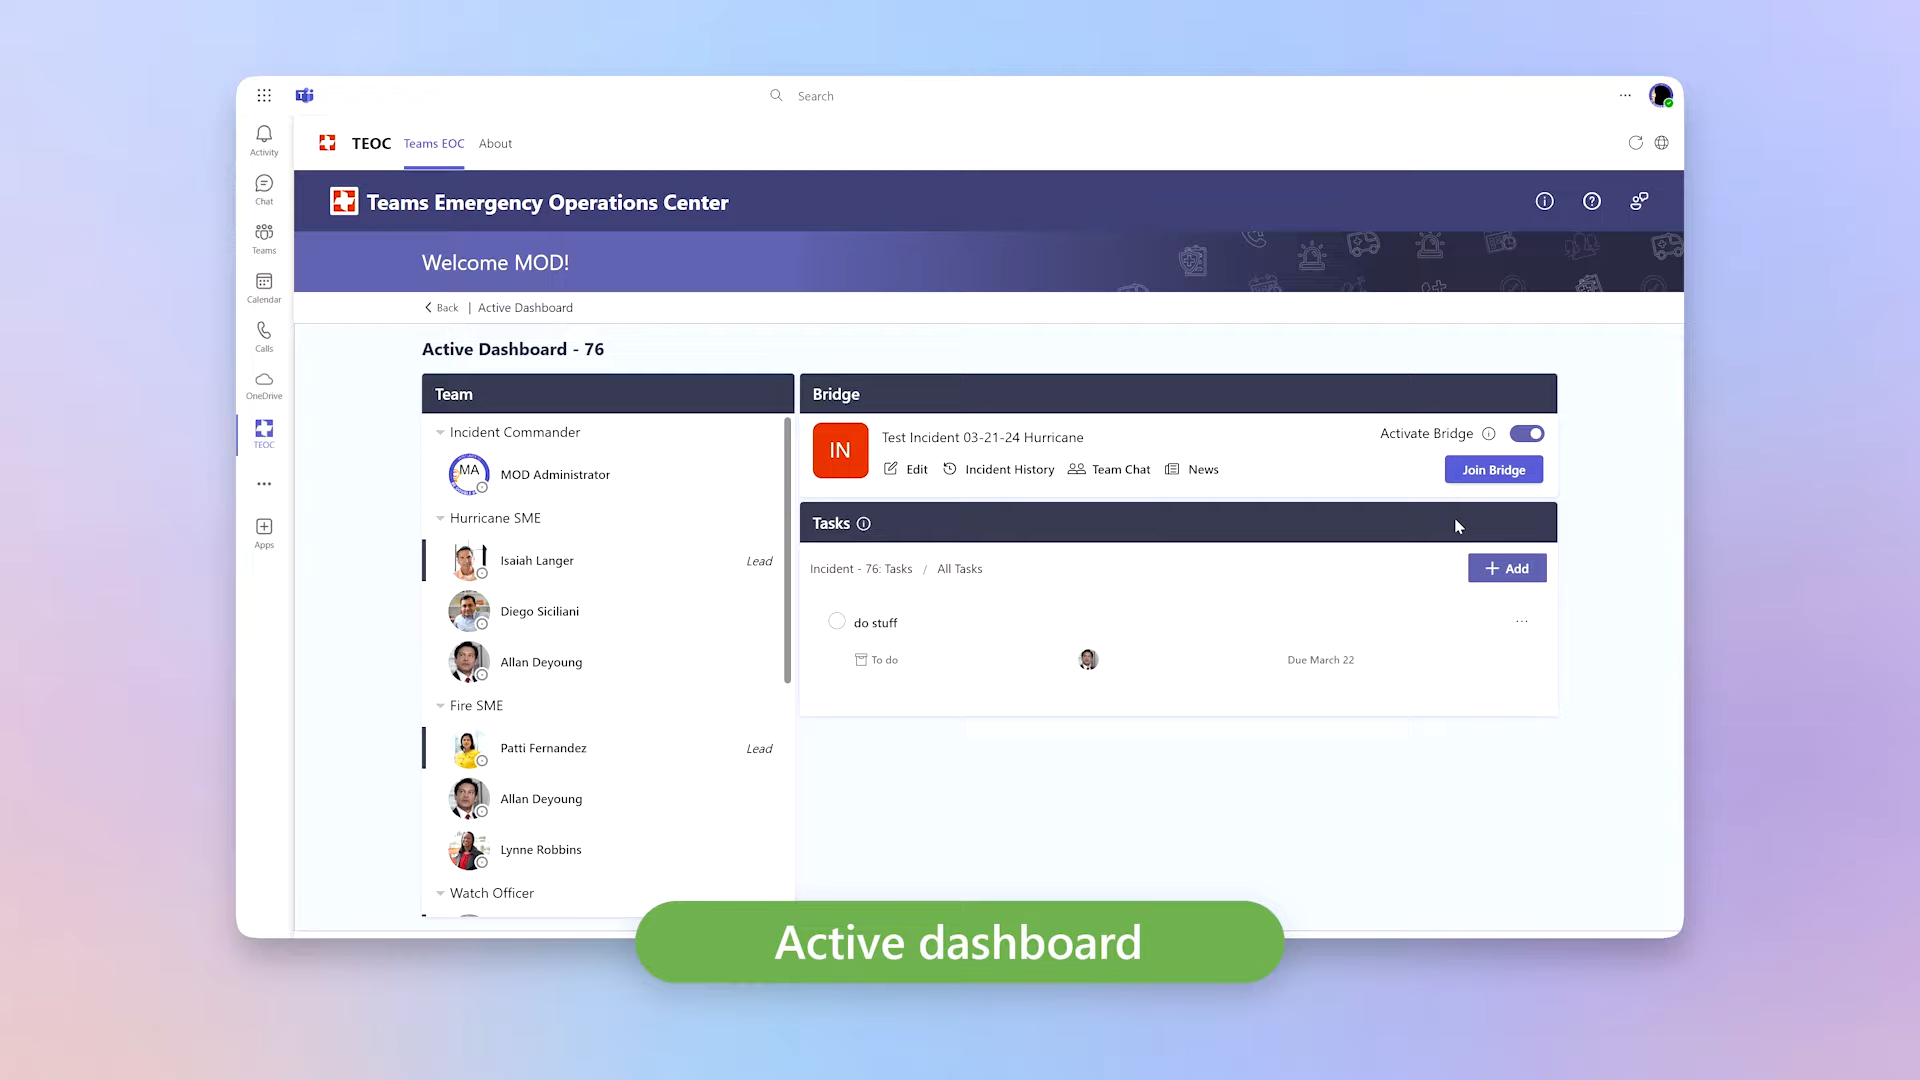 Search
Activity
Chat
Teams
Calendar
Calls
OneDrive
TEOC
Apps
TEOC Teams EOC About
Teams Emergency Operations Center
Welcome MOD!
Back | Active Dashboard
Active Dashboard - 76
Team
Incident Commander
MA MOD Administrator
Hurricane SME
Isaiah Langer Lead
Diego Siciliani
Allan Deyoung
Fire SME
Patti Fernandez Lead
Allan Deyoung
Lynne Robbins
Watch Officer
Bridge
IN
Test Incident 03-21-24 Hurricane
Activate Bridge
Edit Incident History Team Chat News
Join Bridge
Tasks
Incident - 76: Tasks / All Tasks
+ Add
do stuff
To do Due March 22
Active dashboard